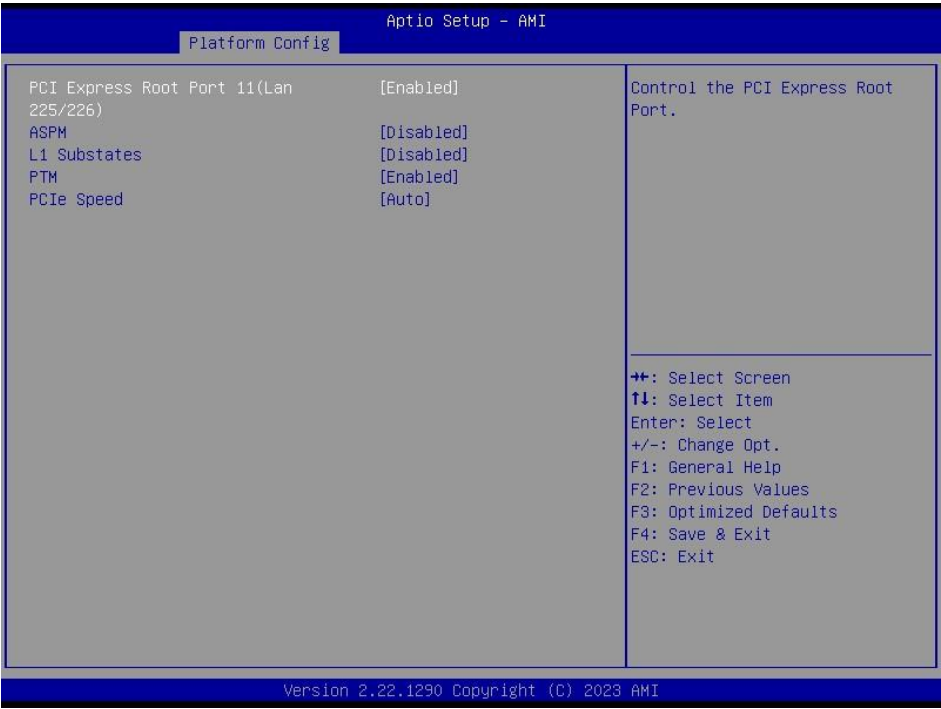 Aptio Setup - AMI
Platform Config
PCI Express Root Port 11(Lan [Enabled]
225/226)
ASPM [Disabled]
L1 Substates [Disabled]
PTM [Enabled]
PCIe Speed [Auto]
Control the PCI Express Root
Port.
→←: Select Screen
↑↓: Select Item
Enter: Select
+/-: Change Opt.
F1: General Help
F2: Previous Values
F3: Optimized Defaults
F4: Save & Exit
ESC: Exit
Version 2.22.1290 Copyright (C) 2023 AMI